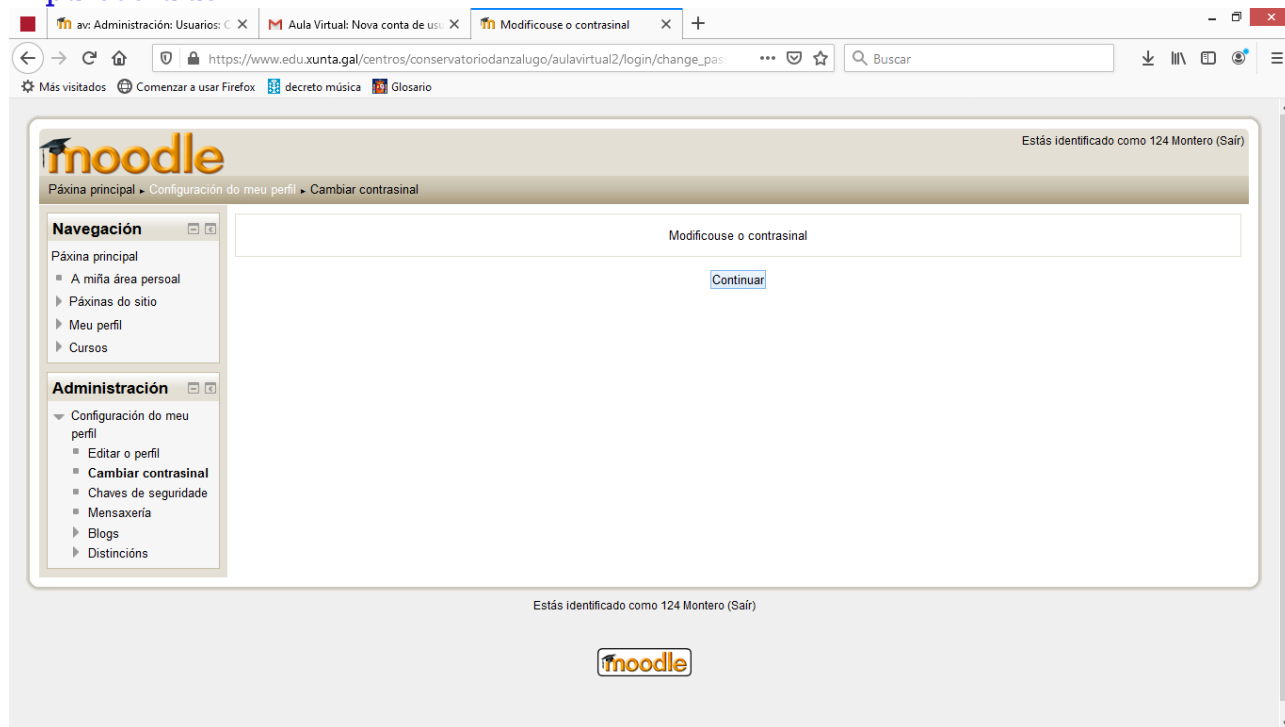 av: Administración: Usuarios: C
Aula Virtual: Nova conta de usu
Modificouse o contrasinal
https://www.edu.xunta.gal/centros/conservatoriodanzalugo/aulavirtual2/login/change_pas
Buscar
Más visitados
Comenzar a usar Firefox
decreto música
Glosario
moodle
Estás identificado como 124 Montero (Saír)
Páxina principal ► Configuración do meu perfil ► Cambiar contrasinal
Navegación
Páxina principal
A miña área persoal
Páxinas do sitio
Meu perfil
Cursos
Administración
Configuración do meu
perfil
Editar o perfil
Cambiar contrasinal
Chaves de seguridade
Mensaxería
Blogs
Distincións
Modificouse o contrasinal
Continuar
Estás identificado como 124 Montero (Saír)
moodle